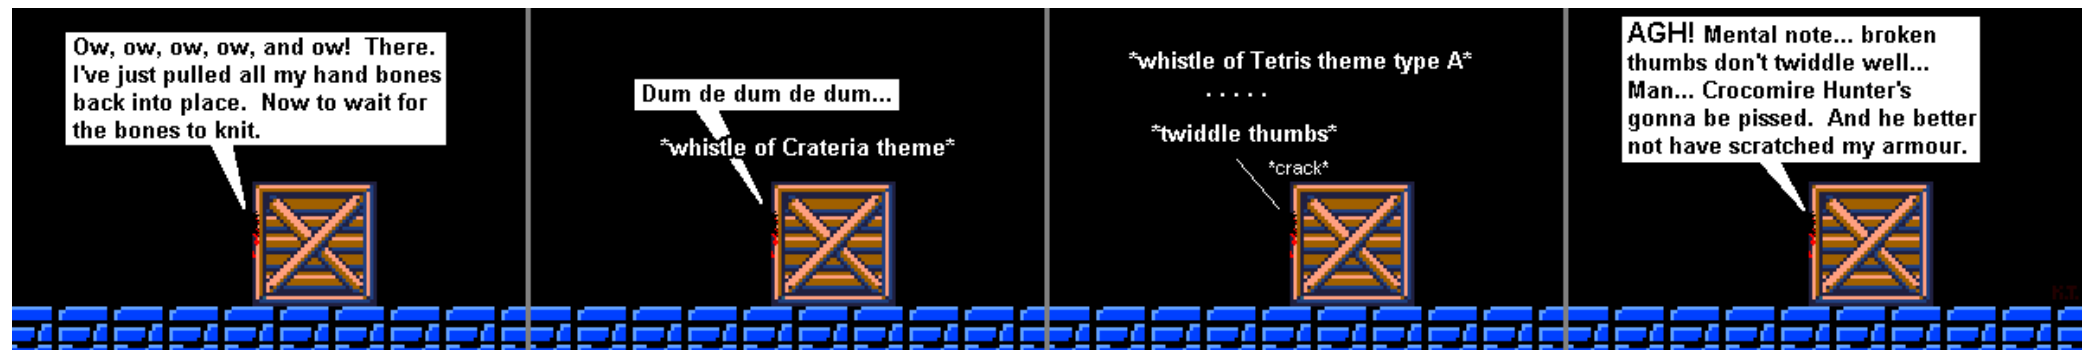 Ow, ow, ow, ow, and ow!  There.
I've just pulled all my hand bones
back into place.  Now to wait for
the bones to knit.
Dum de dum de dum...
*whistle of Crateria theme*
*whistle of Tetris theme type A*
. . . . .
*twiddle thumbs*
*crack*
AGH! Mental note... broken
thumbs don't twiddle well...
Man... Crocomire Hunter's
gonna be pissed.  And he better
not have scratched my armour.